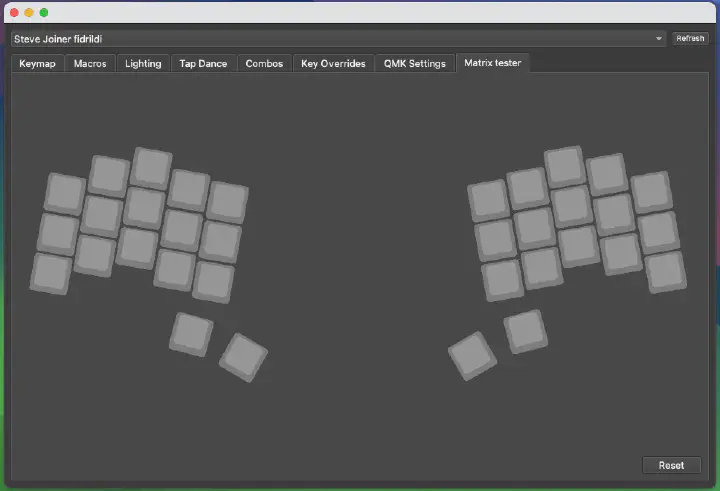 Steve Joiner fidrildi
Refresh
Keymap Macros Lighting Tap Dance Combos Key Overrides QMK Settings Matrix tester
Reset